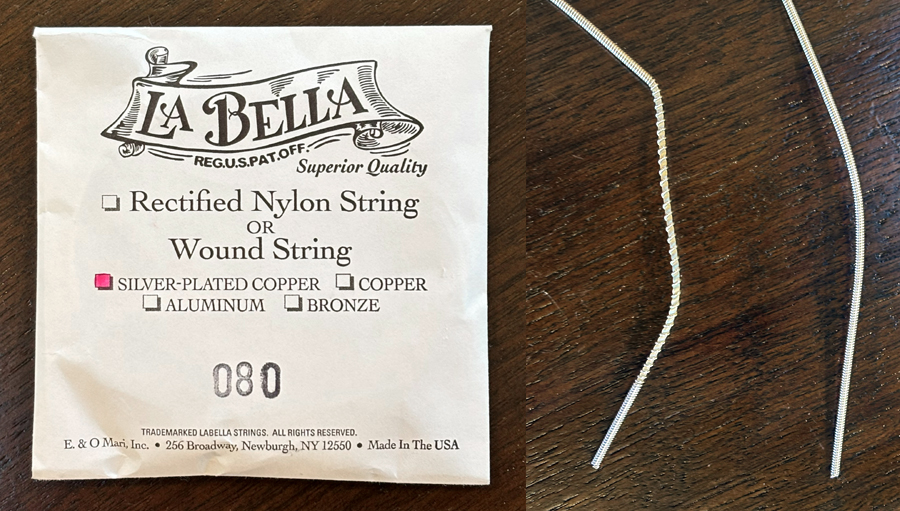 LA BELLA
REG.U.S.PAT.OFF.
Superior Quality
Rectified Nylon String
OR
Wound String
SILVER-PLATED COPPER COPPER
ALUMINUM BRONZE
080
TRADEMARKED LABELLA STRINGS. ALL RIGHTS RESERVED.
E. & O Mari, Inc. • 256 Broadway, Newburgh, NY 12550 • Made In The USA